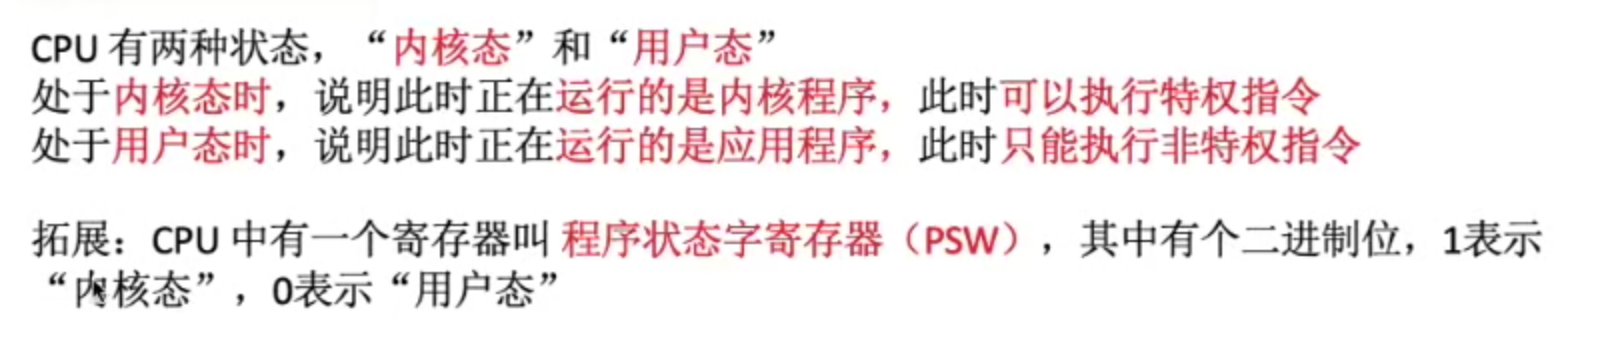 CPU 有两种状态，“内核态”和“用户态”
处于内核态时，说明此时正在运行的是内核程序，此时可以执行特权指令
处于用户态时，说明此时正在运行的是应用程序，此时只能执行非特权指令
拓展：CPU 中有一个寄存器叫 程序状态字寄存器（PSW），其中有个二进制位，1表示
“内核态”，0表示“用户态”